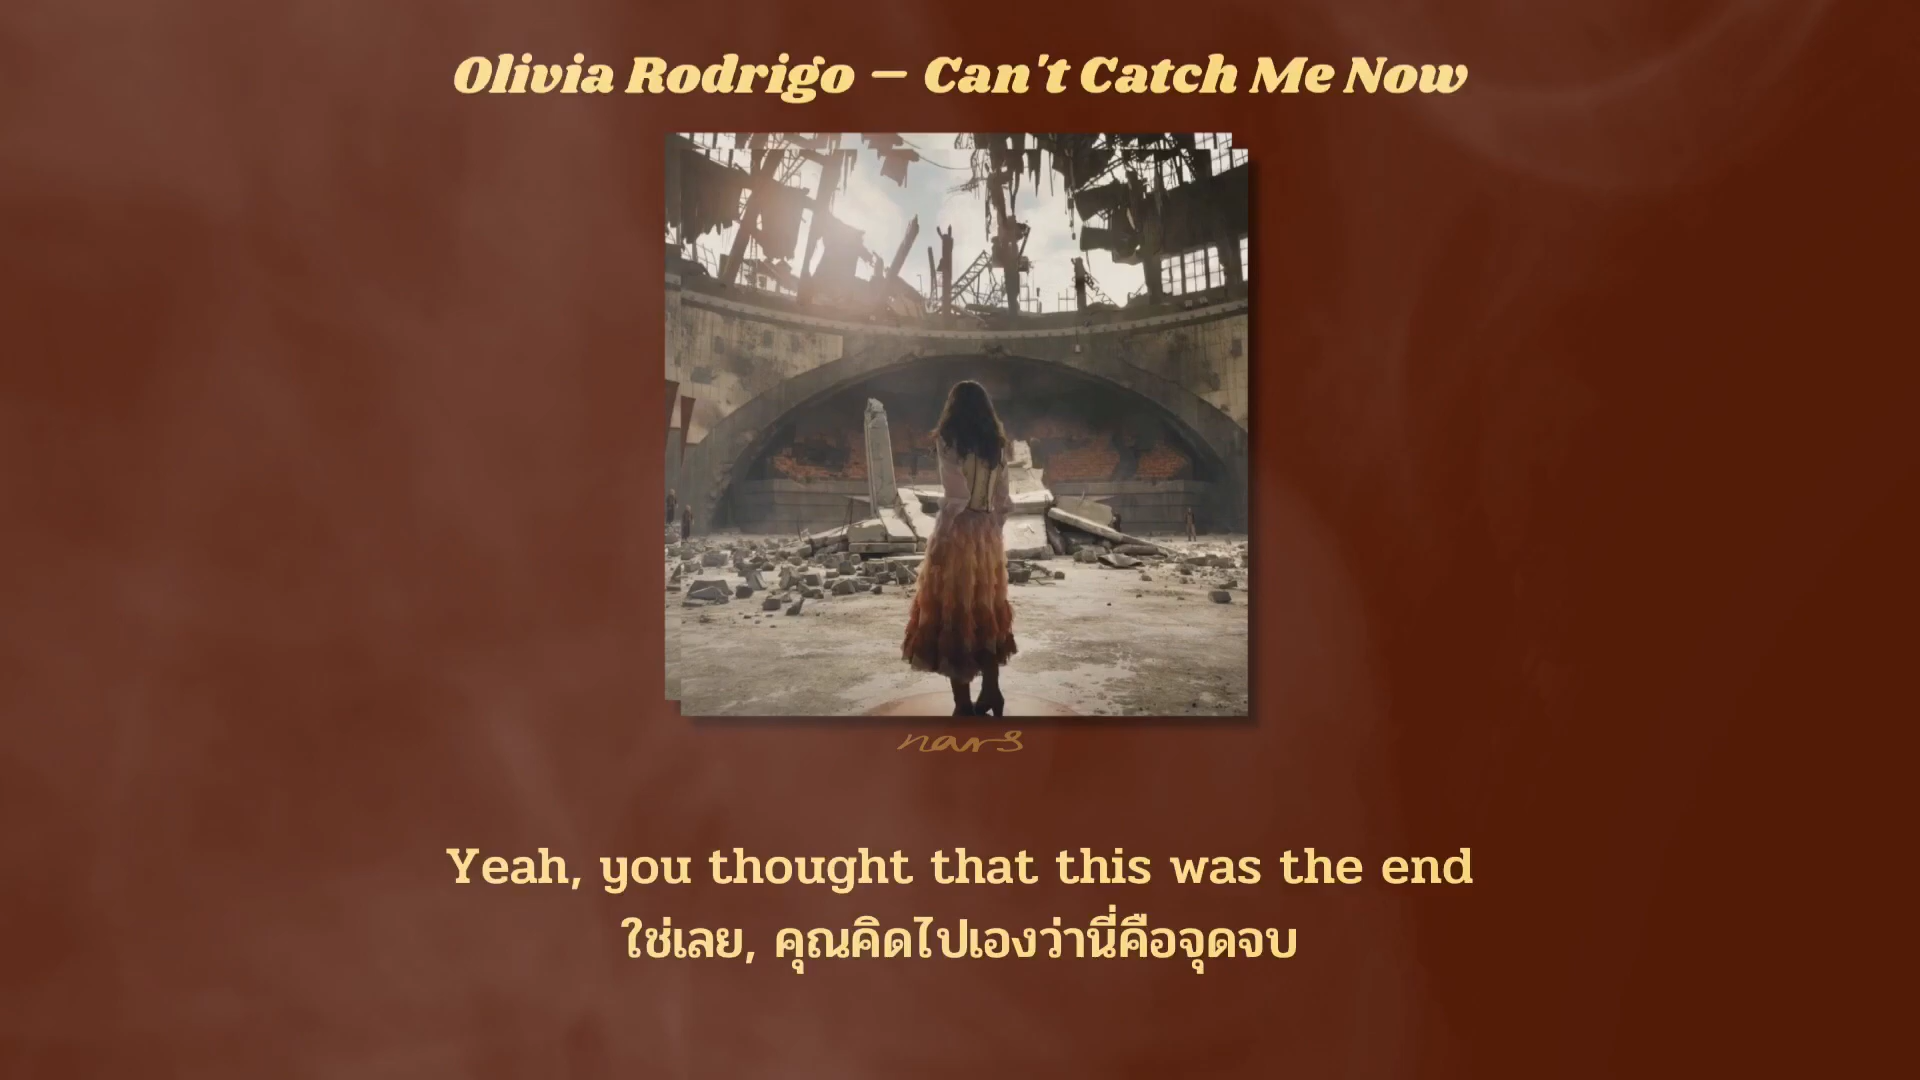 Olivia Rodrigo – Can't Catch Me Now
nars
Yeah, you thought that this was the end
ใช่เลย, คุณคิดไปเองว่านี่คือจุดจบ